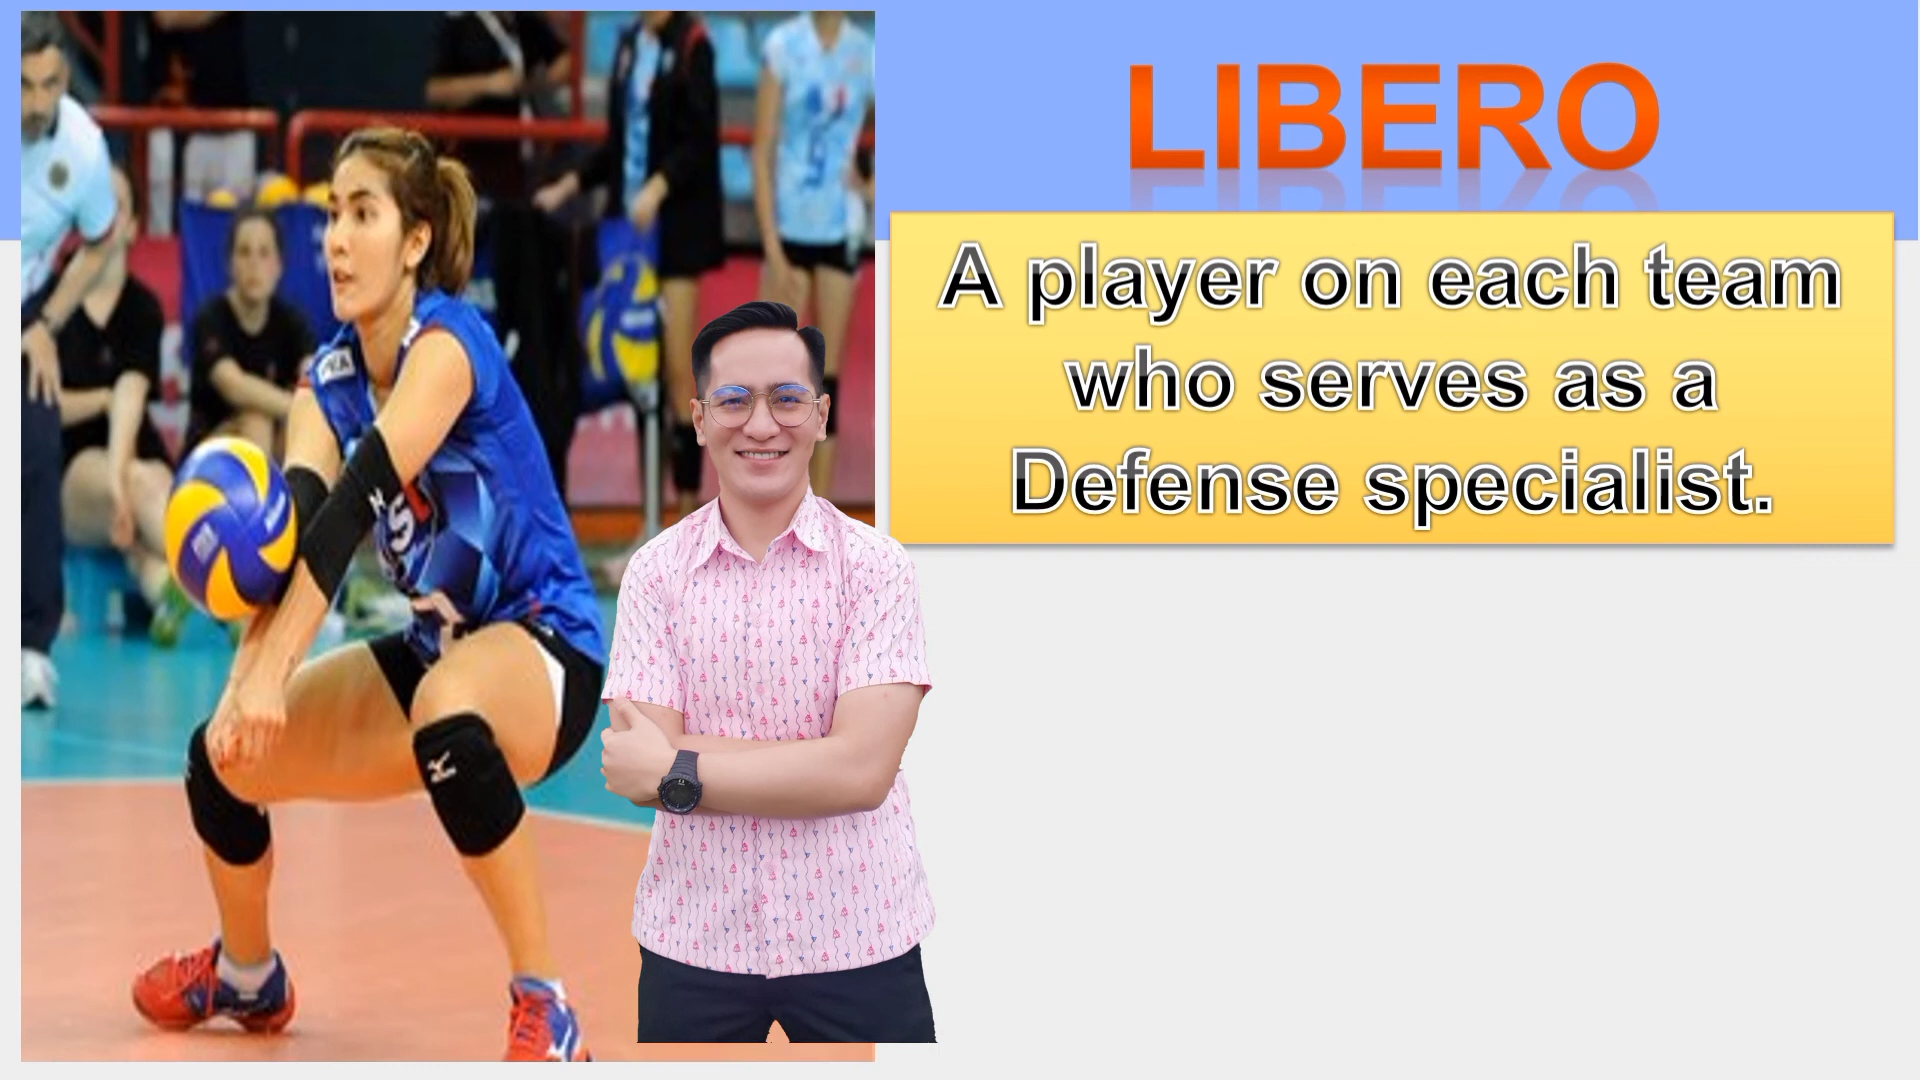 LIBERO
A player on each team
who serves as a
Defense specialist.